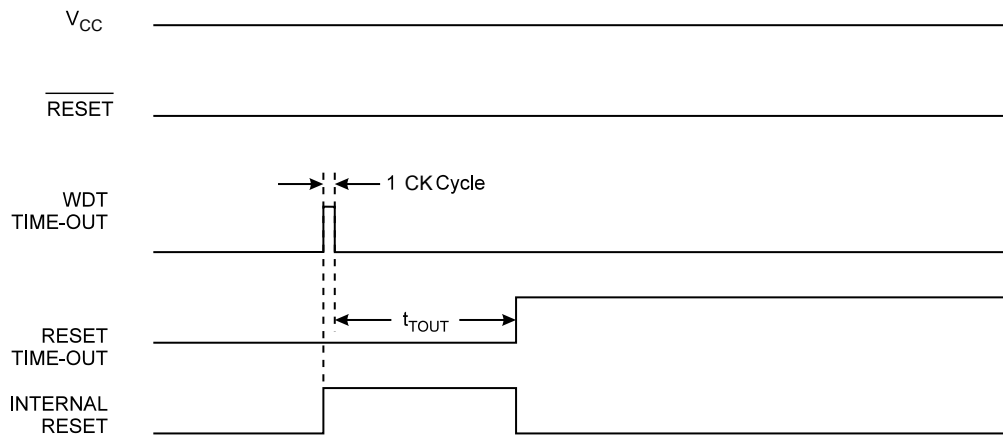 VCC
RESET
1 CK Cycle
WDT
TIME-OUT
tTOUT
RESET
TIME-OUT
INTERNAL
RESET